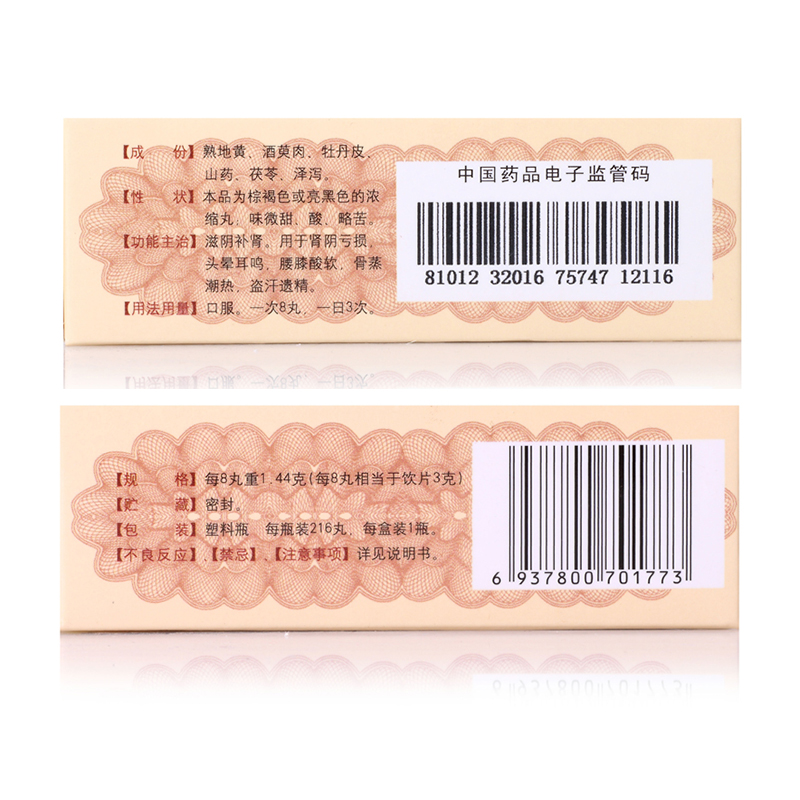 【成　份】熟地黄、酒萸肉、牡丹皮、
山药、茯苓、泽泻。
【性　状】本品为棕褐色或亮黑色的浓
缩丸，味微甜、酸、略苦。
【功能主治】滋阴补肾。用于肾阴亏损，
头晕耳鸣，腰膝酸软，骨蒸
潮热，盗汗遗精。
【用法用量】口服。一次8丸，一日3次。
中国药品电子监管码
81012 32016 75747 12116
【规　格】每8丸重1.44克(每8丸相当于饮片3克)
【贮　藏】密封。
【包　装】塑料瓶　每瓶装216丸，每盒装1瓶。
【不良反应】、【禁忌】、【注意事项】详见说明书。
6 937800 701773